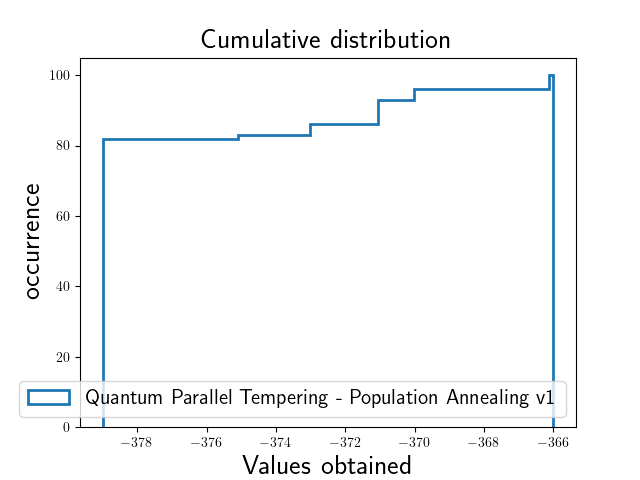 Cumulative distribution
100
80
60
40
20
0
occurrence
Quantum Parallel Tempering - Population Annealing v1
−378 −376 −374 −372 −370 −368 −366
Values obtained